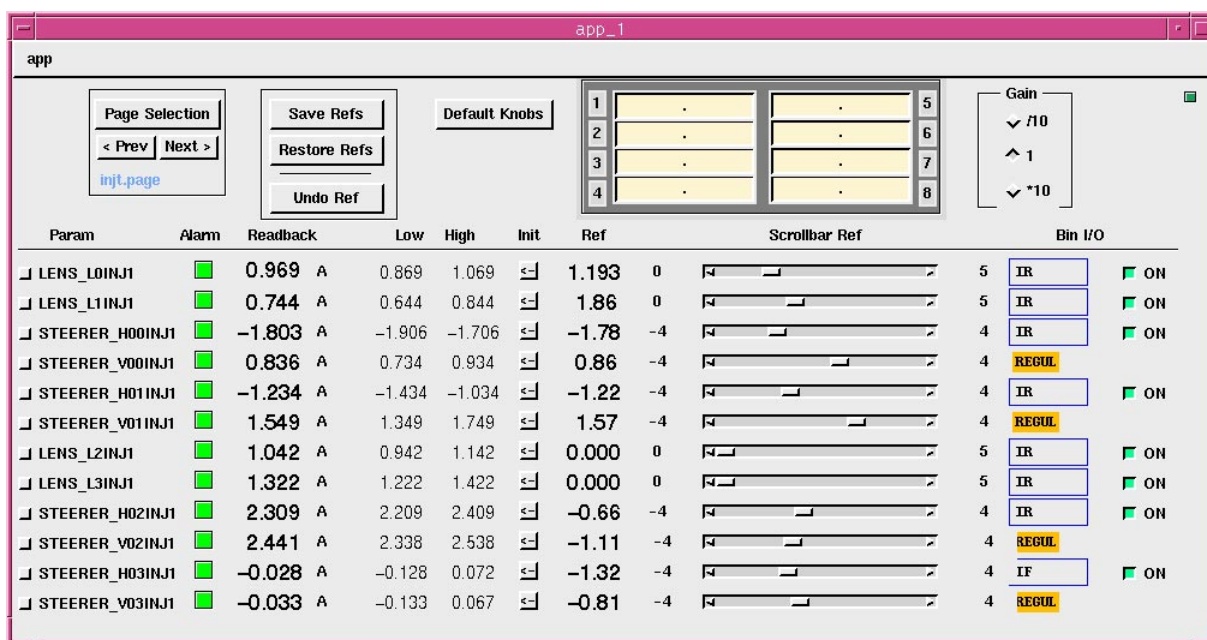 app_1
app
Page Selection
< Prev Next >
injt.page
Save Refs
Restore Refs
Undo Ref
Default Knobs
1 . . 5
2 . . 6
3 . . 7
4 . . 8
Gain
/10
1
*10
Param Alarm Readback Low High Init Ref Scrollbar Ref Bin I/O
LENS_L0INJ1 0.969 A 0.869 1.069 <- 1.193 0 5 IR ON
LENS_L1INJ1 0.744 A 0.644 0.844 <- 1.86 0 5 IR ON
STEERER_H00INJ1 -1.803 A -1.906 -1.706 <- -1.78 -4 4 IR ON
STEERER_V00INJ1 0.836 A 0.734 0.934 <- 0.86 -4 4 REGUL
STEERER_H01INJ1 -1.234 A -1.434 -1.034 <- -1.22 -4 4 IR ON
STEERER_V01INJ1 1.549 A 1.349 1.749 <- 1.57 -4 4 REGUL
LENS_L2INJ1 1.042 A 0.942 1.142 <- 0.000 0 5 IR ON
LENS_L3INJ1 1.322 A 1.222 1.422 <- 0.000 0 5 IR ON
STEERER_H02INJ1 2.309 A 2.209 2.409 <- -0.66 -4 4 IR ON
STEERER_V02INJ1 2.441 A 2.338 2.538 <- -1.11 -4 4 REGUL
STEERER_H03INJ1 -0.028 A -0.128 0.072 <- -1.32 -4 4 IF ON
STEERER_V03INJ1 -0.033 A -0.133 0.067 <- -0.81 -4 4 REGUL